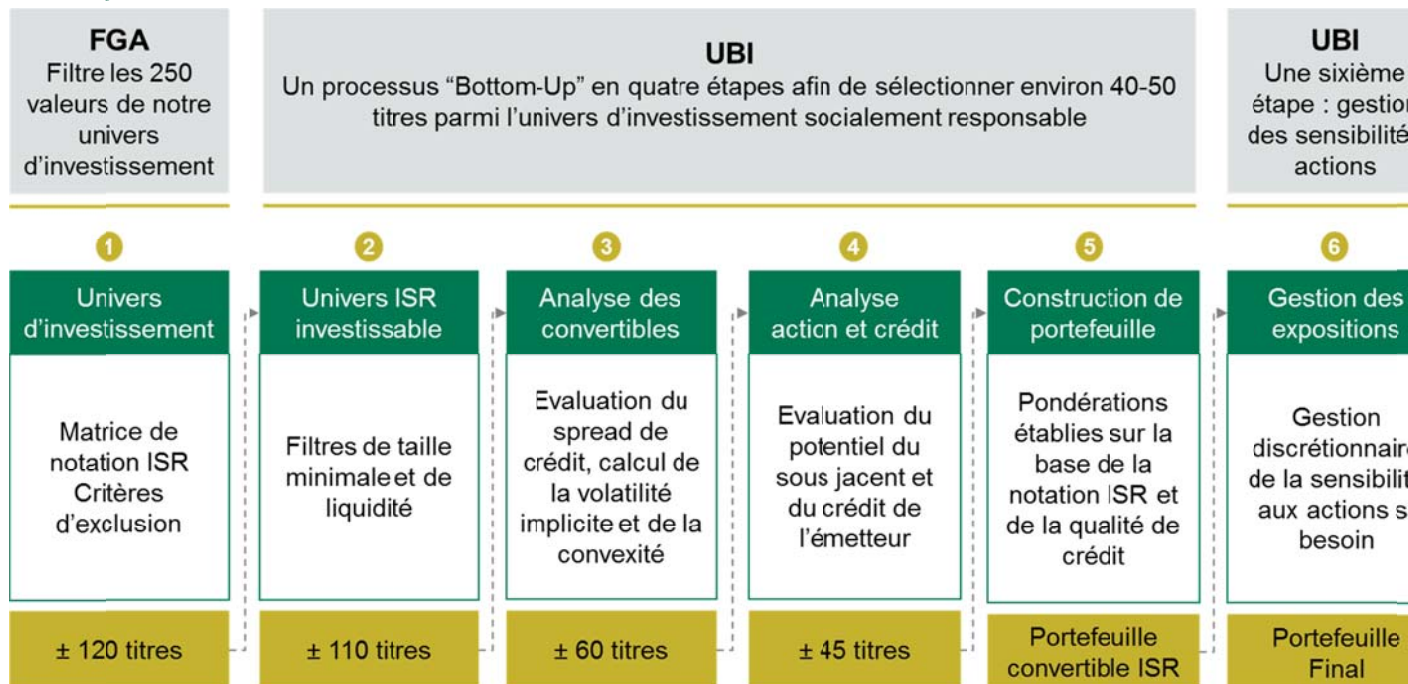 FGA
Filtre les 250
valeurs de notre
univers
d'investissement
UBI
Un processus “Bottom-Up” en quatre étapes afin de sélectionner environ 40-50
titres parmi l'univers d'investissement socialement responsable
UBI
Une sixième
étape : gestion
des sensibilité
actions
1
Univers
d'investissement
Matrice de
notation ISR
Critères
d'exclusion
± 120 titres
2
Univers ISR
investissable
Filtres de taille
minimale et de
liquidité
± 110 titres
3
Analyse des
convertibles
Evaluation du
spread de
crédit, calcul de
la volatilité
implicite et de la
convexité
± 60 titres
4
Analyse
action et crédit
Evaluation du
potentiel du
sous jacent et
du crédit de
l'émetteur
± 45 titres
5
Construction de
portefeuille
Pondérations
établies sur la
base de la
notation ISR et
de la qualité de
crédit
Portefeuille
convertible ISR
6
Gestion des
expositions
Gestion
discrétionnaire
de la sensibilit
aux actions s
besoin
Portefeuille
Final